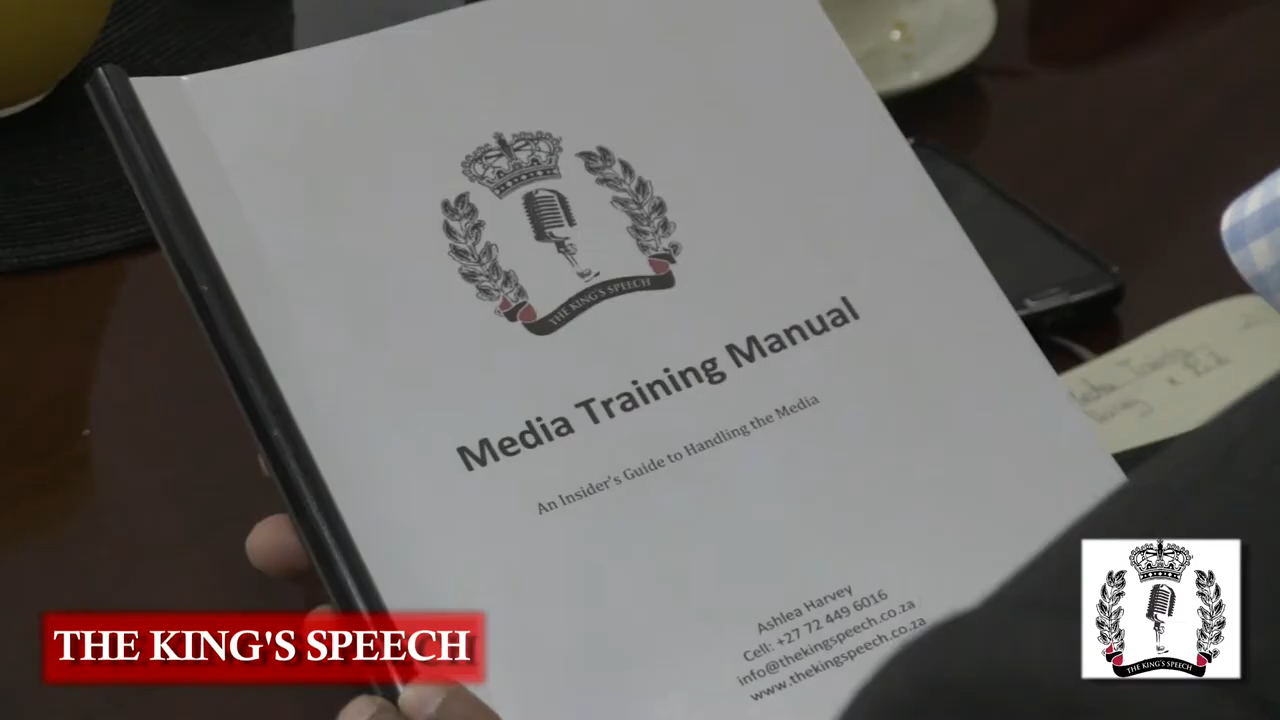 THE KING'S SPEECH
Media Training Manual
An Insider's Guide to Handling the Media
Ashlea Harvey
Cell: +27 72 449 6016
info@thekingspeech.co.za
www.thekingspeech.co.za
THE KING'S SPEECH
THE KING'S SPEECH